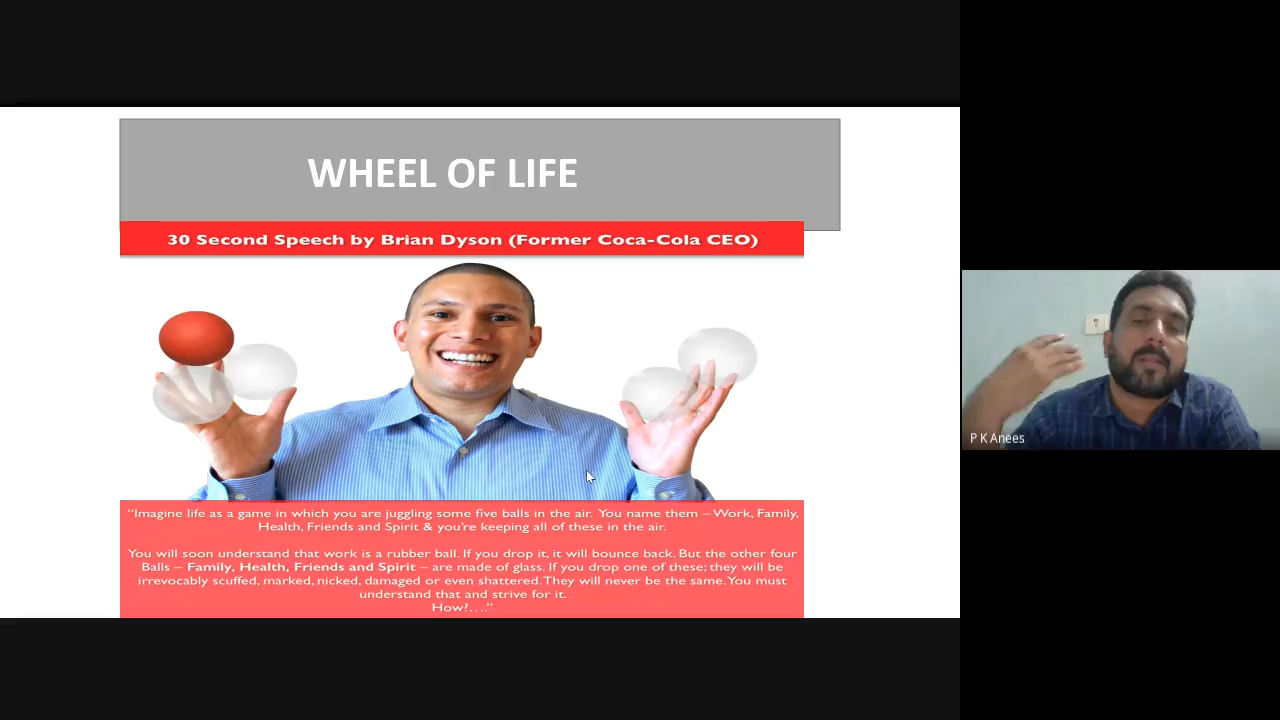 WHEEL OF LIFE
30 Second Speech by Brian Dyson (Former Coca-Cola CEO)
“Imagine life as a game in which you are juggling some five balls in the air. You name them – Work, Family,
Health, Friends and Spirit & you're keeping all of these in the air.
You will soon understand that work is a rubber ball. If you drop it, it will bounce back. But the other four
Balls – Family, Health, Friends and Spirit – are made of glass. If you drop one of these; they will be
irrevocably scuffed, marked, nicked, damaged or even shattered. They will never be the same. You must
understand that and strive for it.
How?....”
P K Anees